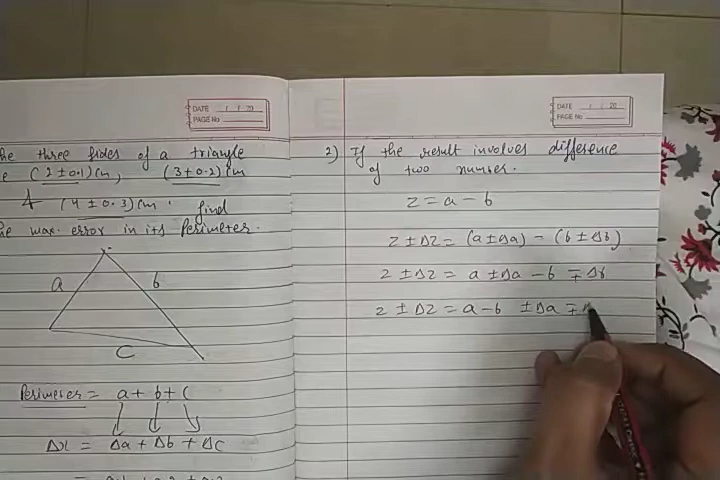 DATE / / 20
PAGE No
he three sides of a triangle
e (2±0.1)cm, (3±0.2)cm
& (4±0.3)cm. find
he max. error in its Perimeter.
a b
c
Perimeter = a+b+c
Δx = Δa+Δb+ΔC
DATE / / 20
PAGE No
2) If the result involves difference
of two number.
z = a - b
z ± Δz = (a±Δa) - (b±Δb)
z ± Δz = a ±Δa - b ∓Δb
z ± Δz = a-b ±Δa ∓